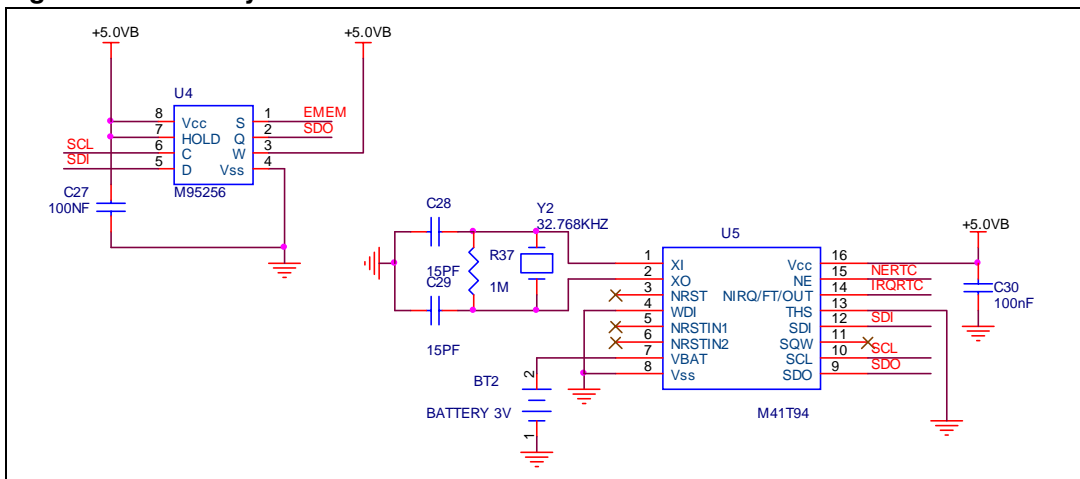 +5.0VB
+5.0VB
U4
8 Vcc S 1 EMEM
7 HOLD Q 2 SDO
SCL 6 C W 3
SDI 5 D Vss 4
M95256
C27
100NF
C28
15PF
C29
15PF
R37
1M
Y2
32.768KHZ
U5
+5.0VB
1 XI Vcc 16
2 XO NE 15 NERTC
3 NRST NIRQ/FT/OUT 14 IRQRTC
4 WDI THS 13
5 NRSTIN1 SDI 12 SDI
6 NRSTIN2 SQW 11
7 VBAT SCL 10 SCL
8 Vss SDO 9 SDO
M41T94
C30
100nF
BT2
BATTERY 3V
2
1